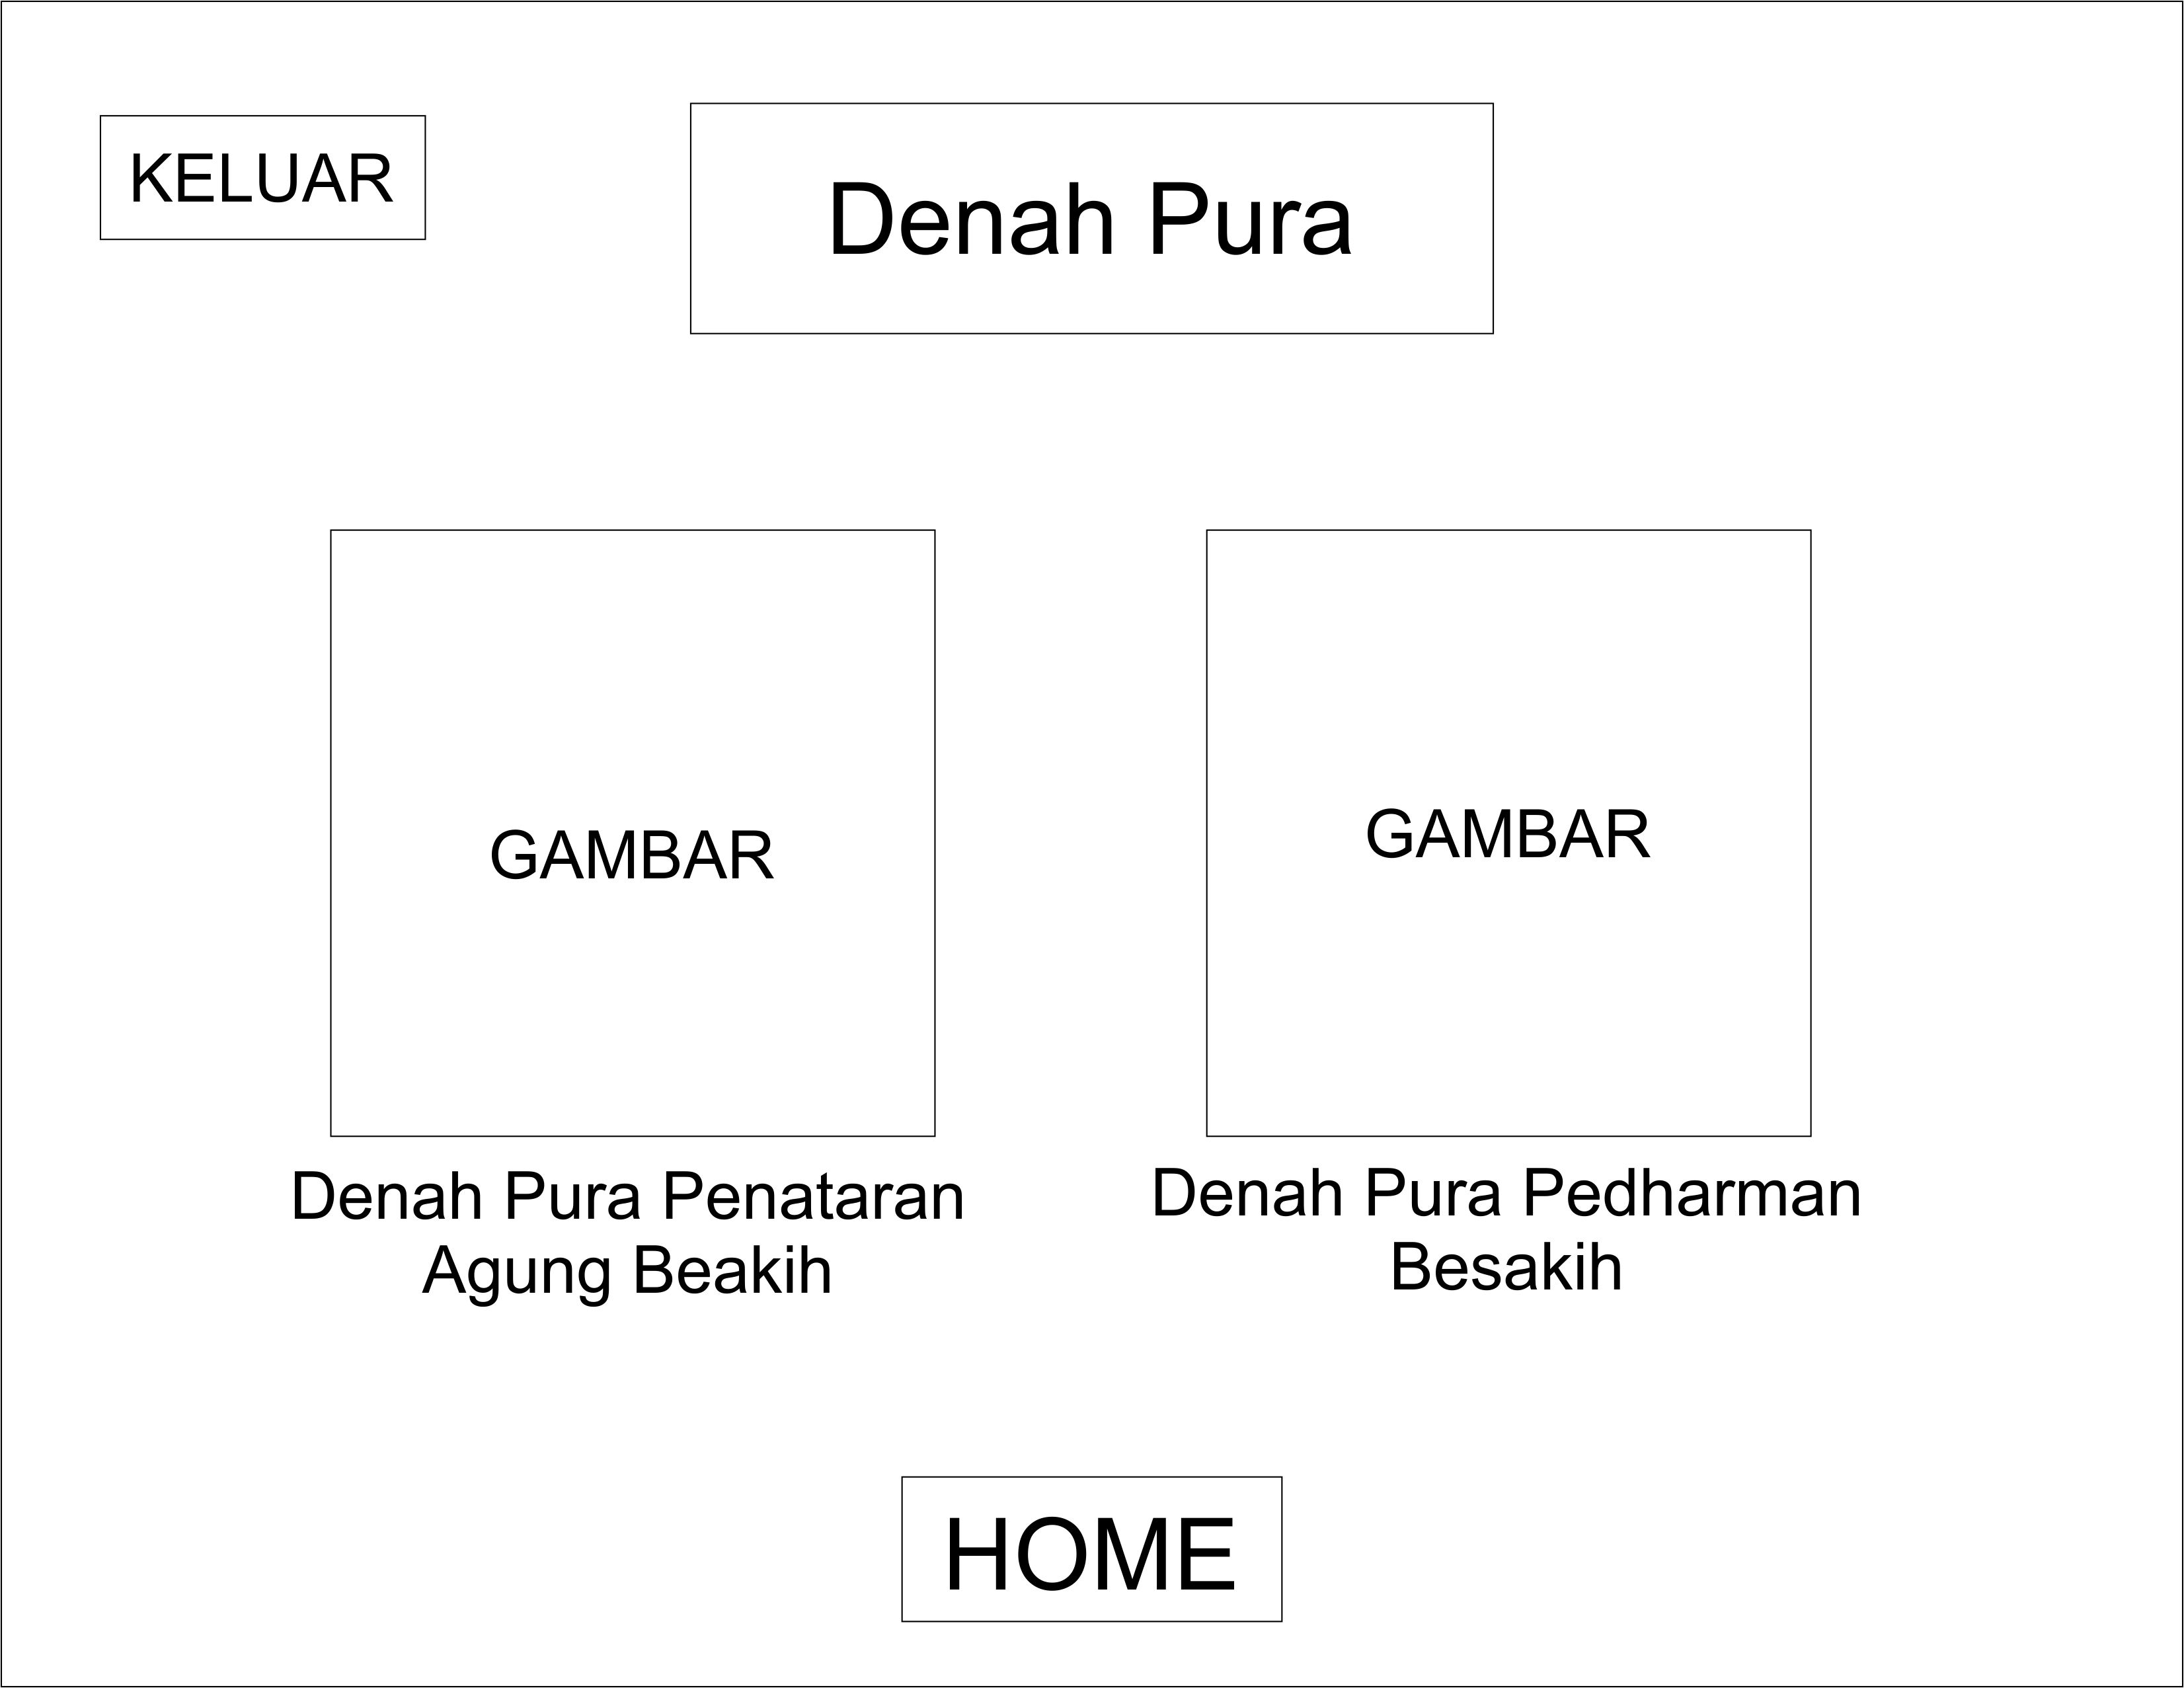 KELUAR
Denah Pura
GAMBAR
GAMBAR
Denah Pura Penataran
Agung Beakih
Denah Pura Pedharman
Besakih
HOME